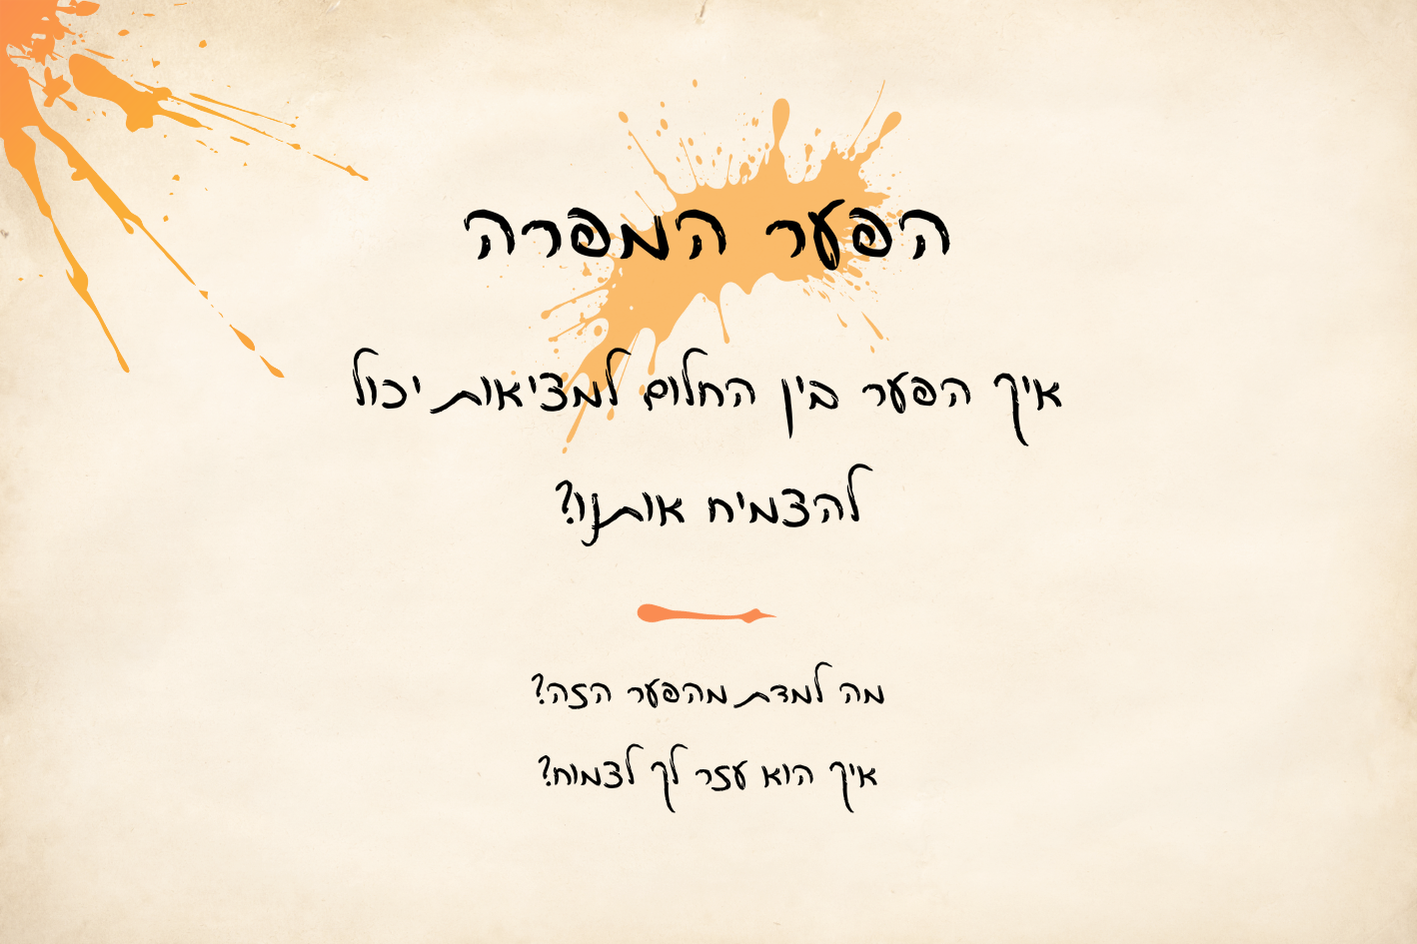 הפער המפרה
איך הפער בין החלום למציאות יכול
להצמיח אותנו?
מה למדת מהפער הזה?
איך הוא עזר לך לצמוח?